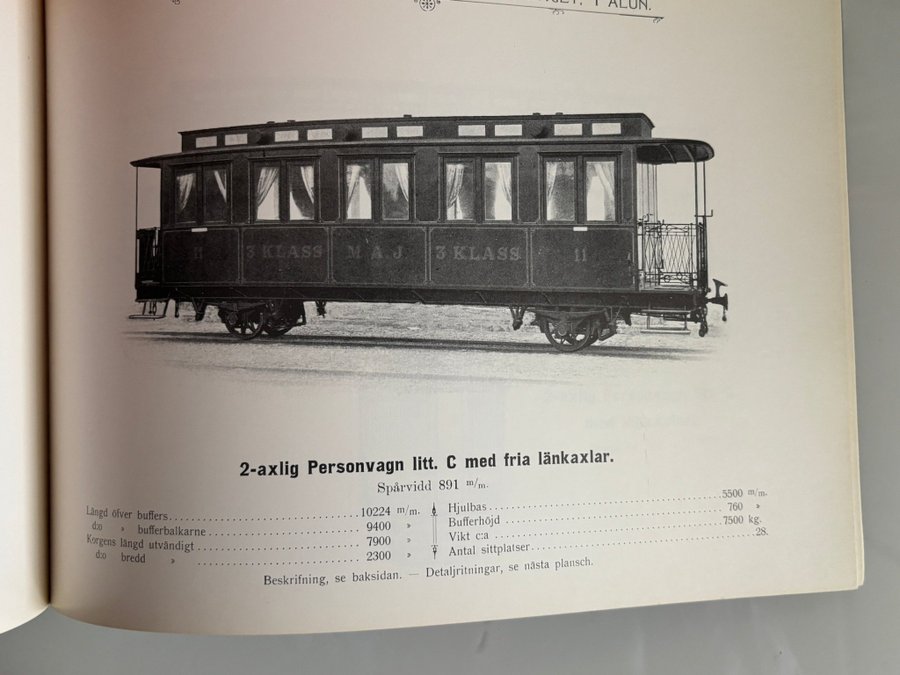 FALUN.
11 3 KLASS M.A.J. 3 KLASS 11
2-axlig Personvagn litt. C med fria länkaxlar.
Spårvidd 891 m/m.
Längd öfver buffers 10224 m/m.
d:o » bufferbalkarne 9400 »
Korgens längd utvändigt 7900 »
d:o bredd » 2300 »
Hjulbas 5500 m/m.
Bufferhöjd 760 »
Vikt c:a 7500 kg.
Antal sittplatser 28.
Beskrifning, se baksidan. — Detaljritningar, se nästa plansch.